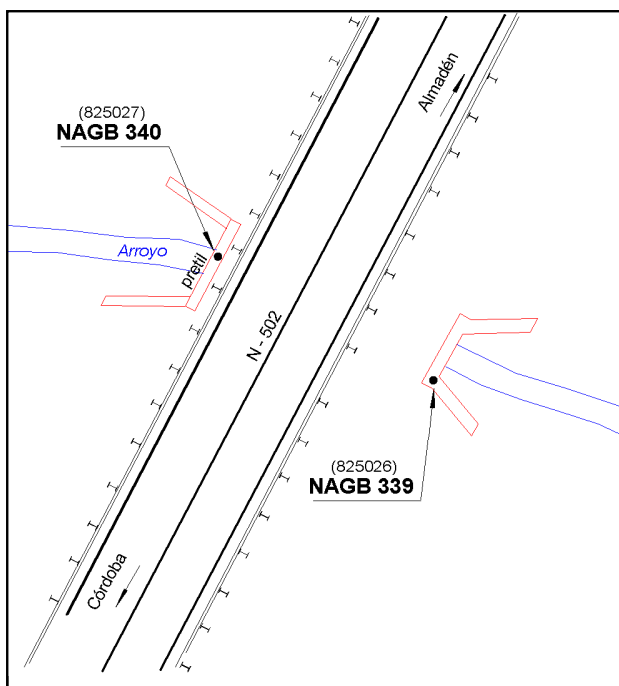 Almadén
(825027)
NAGB 340
Arroyo
pretil
N - 502
(825026)
NAGB 339
Córdoba